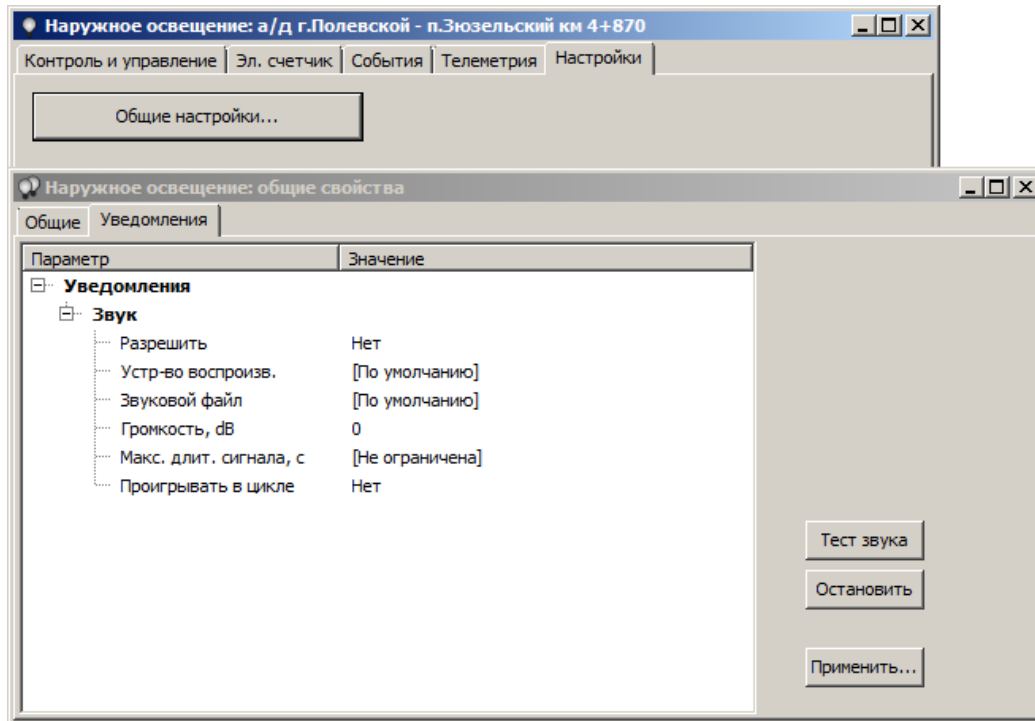 Наружное освещение: а/д г.Полевской - п.Зюзельский км 4+870
Контроль и управление Эл. счетчик События Телеметрия Настройки
Общие настройки...
Наружное освещение: общие свойства
Общие Уведомления
Параметр Значение
Уведомления
Звук
Разрешить Нет
Устр-во воспроизв. [По умолчанию]
Звуковой файл [По умолчанию]
Громкость, dB 0
Макс. длит. сигнала, с [Не ограничена]
Проигрывать в цикле Нет
Тест звука
Остановить
Применить...